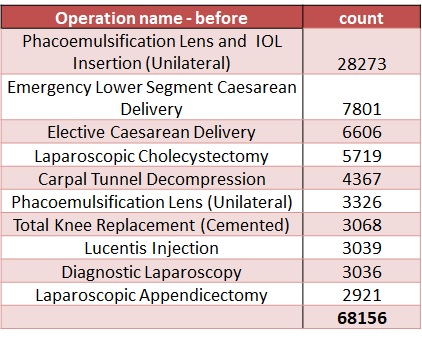 Operation name - before count
Phacoemulsification Lens and IOL
Insertion (Unilateral) 28273
Emergency Lower Segment Caesarean
Delivery 7801
Elective Caesarean Delivery 6606
Laparoscopic Cholecystectomy 5719
Carpal Tunnel Decompression 4367
Phacoemulsification Lens (Unilateral) 3326
Total Knee Replacement (Cemented) 3068
Lucentis Injection 3039
Diagnostic Laparoscopy 3036
Laparoscopic Appendicectomy 2921
68156